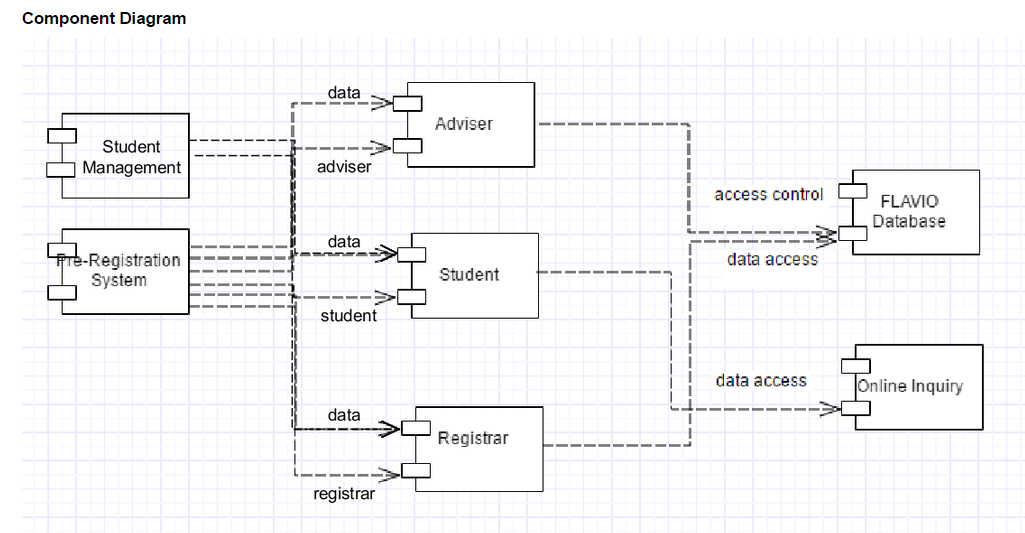 Component Diagram
data
Adviser
adviser
Student
Management
access control
FLAVIO
Database
data access
data
Pre-Registration
System
Student
student
data access
Online Inquiry
data
Registrar
registrar